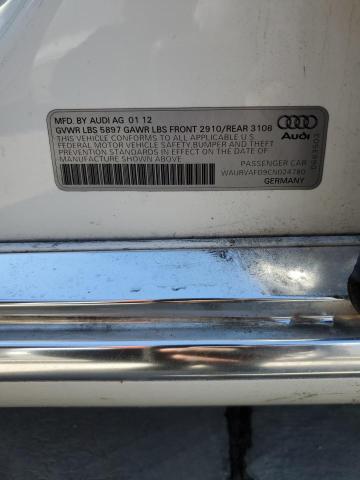 MFD. BY AUDI AG 01 12
GVWR LBS 5897 GAWR LBS FRONT 2910/REAR 3108
THIS VEHICLE CONFORMS TO ALL APPLICABLE U.S.
FEDERAL MOTOR VEHICLE SAFETY,BUMPER AND THEFT
PREVENTION STANDARDS IN EFFECT ON THE DATE OF
MANUFACTURE SHOWN ABOVE.
PASSENGER CAR
WAURVAFD9CN024780
GERMANY
Audi